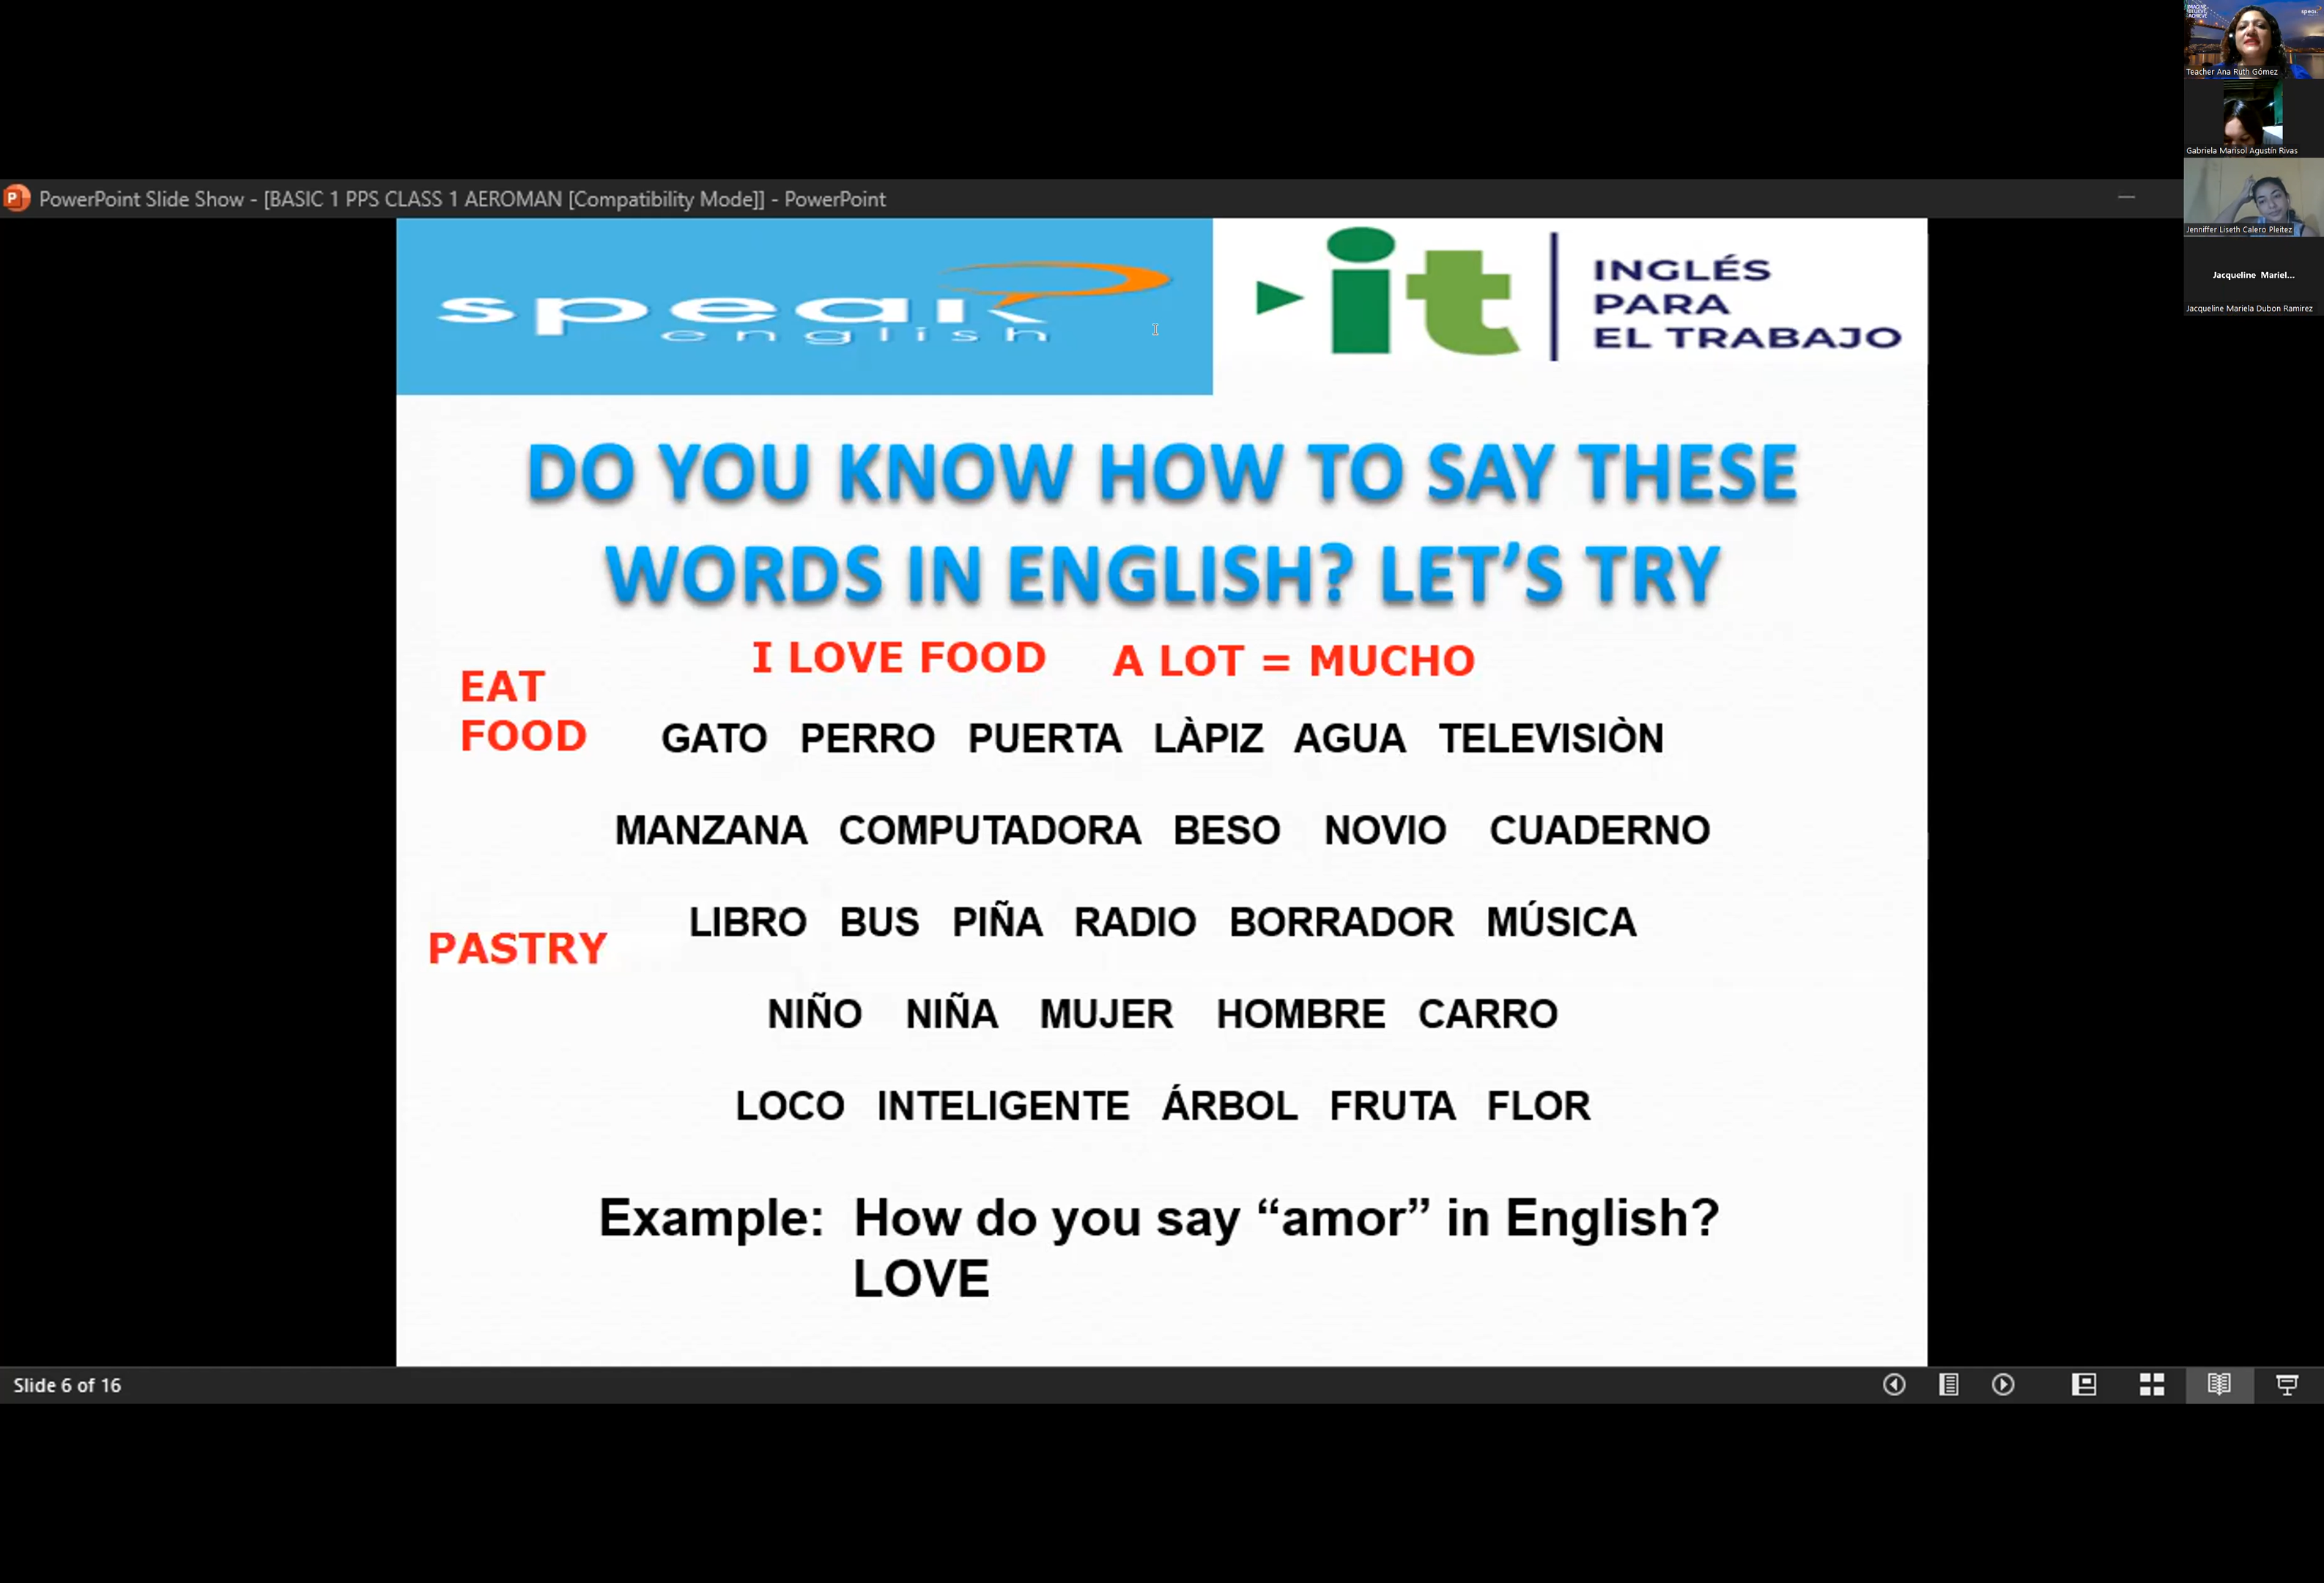 IMAGINE
BELIEVE
ACHIEVE
speak
Teacher Ana Ruth Gómez
Gabriela Marisol Agustín Rivas
Jenniffer Liseth Calero Pleitez
Jacqueline Mariel...
Jacqueline Mariela Dubon Ramirez
PowerPoint Slide Show - [BASIC 1 PPS CLASS 1 AEROMAN [Compatibility Mode]] - PowerPoint
speak
english
it
INGLÉS
PARA
EL TRABAJO
DO YOU KNOW HOW TO SAY THESE
WORDS IN ENGLISH? LET’S TRY
I LOVE FOOD A LOT = MUCHO
EAT
FOOD
GATO PERRO PUERTA LÀPIZ AGUA TELEVISIÒN
MANZANA COMPUTADORA BESO NOVIO CUADERNO
LIBRO BUS PIÑA RADIO BORRADOR MÚSICA
PASTRY
NIÑO NIÑA MUJER HOMBRE CARRO
LOCO INTELIGENTE ÁRBOL FRUTA FLOR
Example: How do you say “amor” in English?
LOVE
Slide 6 of 16